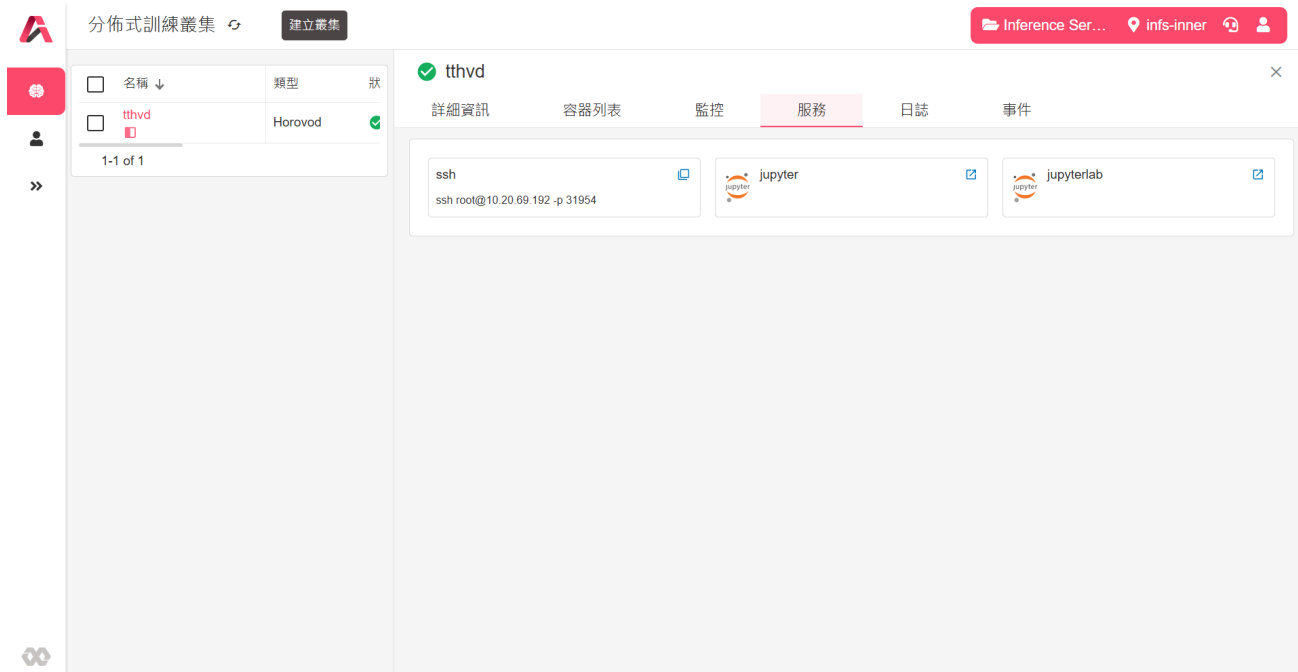 分佈式訓練叢集
建立叢集
Inference Ser...
infs-inner
名稱
類型
狀
tthvd
Horovod
1-1 of 1
tthvd
詳細資訊
容器列表
監控
服務
日誌
事件
ssh
ssh root@10.20.69.192 -p 31954
jupyter
jupyter
jupyter
jupyterlab